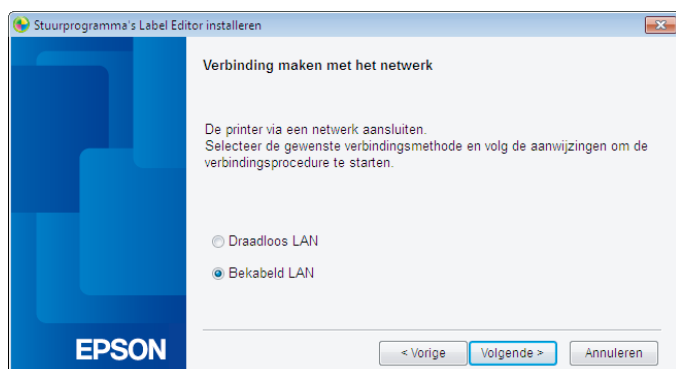 Stuurprogramma's Label Editor installeren
Verbinding maken met het netwerk
De printer via een netwerk aansluiten.
Selecteer de gewenste verbindingsmethode en volg de aanwijzingen om de
verbindingsprocedure te starten.
Draadloos LAN
Bekabeld LAN
EPSON
< Vorige
Volgende >
Annuleren